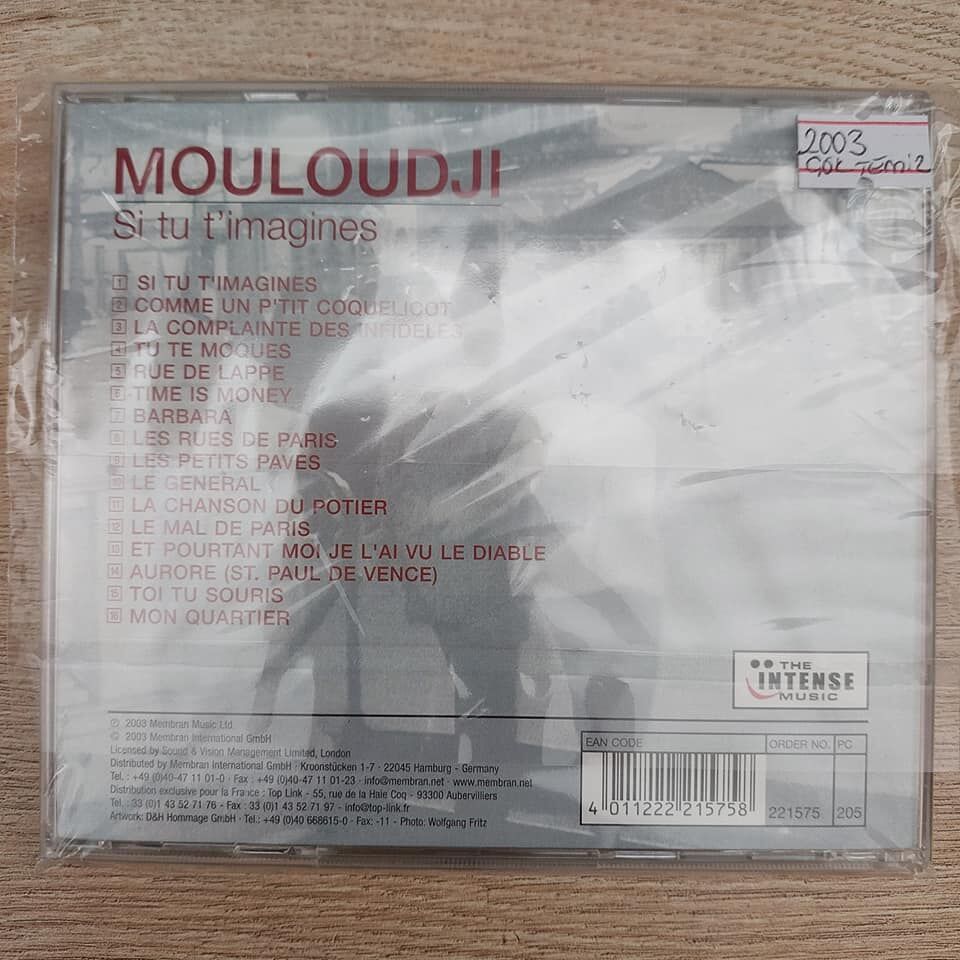 MOULOUDJI
Si tu t'imagines
2003
ÇOK TEMiZ
1 SI TU T'IMAGINES
2 COMME UN P'TIT COQUELICOT
3 LA COMPLAINTE DES INFIDELES
4 TU TE MOQUES
5 RUE DE LAPPE
6 TIME IS MONEY
7 BARBARA
8 LES RUES DE PARIS
9 LES PETITS PAVES
10 LE GENERAL
11 LA CHANSON DU POTIER
12 LE MAL DE PARIS
13 ET POURTANT MOI JE L'AI VU LE DIABLE
14 AURORE (ST. PAUL DE VENCE)
15 TOI TU SOURIS
16 MON QUARTIER
THE
INTENSE
MUSIC
℗ 2003 Membran Music Ltd.
© 2003 Membran International GmbH
Licensed by Sound & Vision Management Limited, London
Distributed by Membran International GmbH · Kroonstücken 1-7 · 22045 Hamburg - Germany
Tel. : +49 (0)40-47 11 01-0 · Fax : +49 (0)40-47 11 01-23 · info@membran.net · www.membran.net
Distribution exclusive pour la France : Top Link - 55, rue de la Haie Coq - 93300 Aubervilliers
Tel. : 33 (0)1 43 52 71 76 - Fax : 33 (0)1 43 52 71 97 - info@top-link.fr
Artwork: D&H Hommage GmbH · Tel.: +49 (0)40 668615-0 · Fax: -11 - Photo: Wolfgang Fritz
EAN CODE
4 011222 215758
ORDER NO.
221575
PC
205